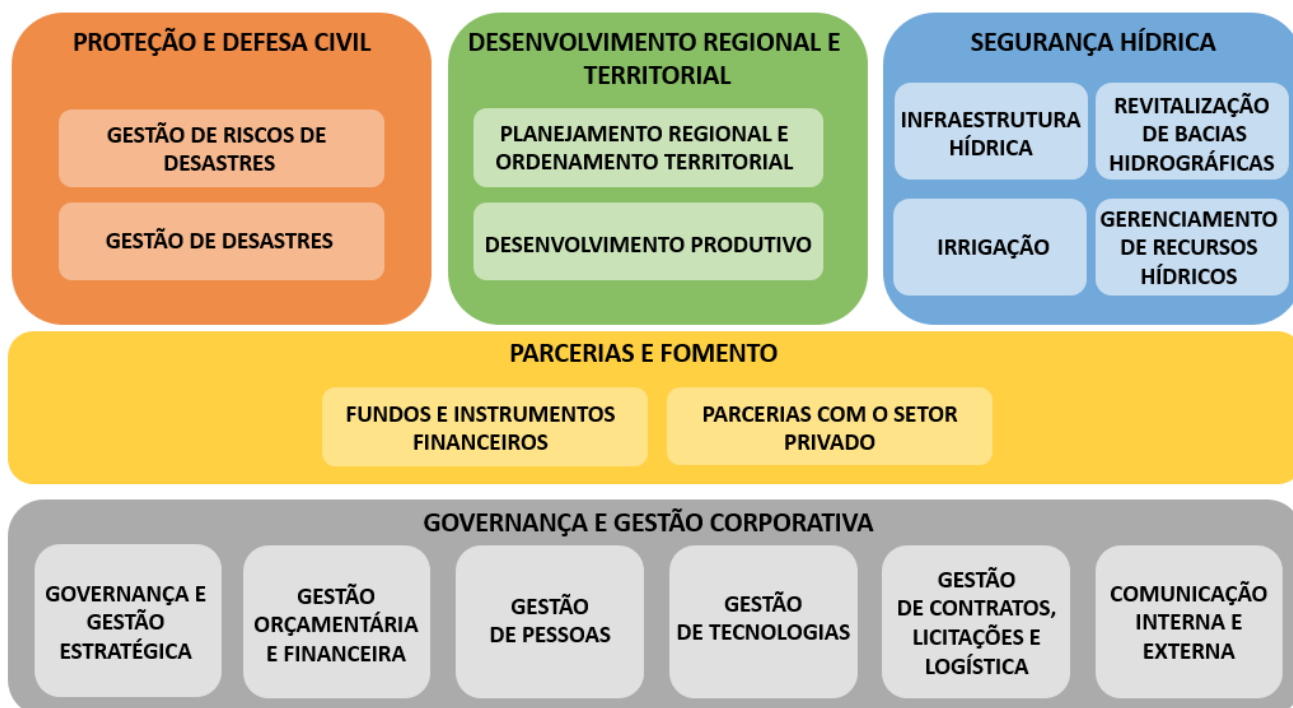 PROTEÇÃO E DEFESA CIVIL
GESTÃO DE RISCOS DE
DESASTRES
GESTÃO DE DESASTRES
DESENVOLVIMENTO REGIONAL E
TERRITORIAL
PLANEJAMENTO REGIONAL E
ORDENAMENTO TERRITORIAL
DESENVOLVIMENTO PRODUTIVO
SEGURANÇA HÍDRICA
INFRAESTRUTURA
HÍDRICA
REVITALIZAÇÃO
DE BACIAS
HIDROGRÁFICAS
IRRIGAÇÃO
GERENCIAMENTO
DE RECURSOS
HÍDRICOS
PARCERIAS E FOMENTO
FUNDOS E INSTRUMENTOS
FINANCEIROS
PARCERIAS COM O SETOR
PRIVADO
GOVERNANÇA E GESTÃO CORPORATIVA
GOVERNANÇA E
GESTÃO
ESTRATÉGICA
GESTÃO
ORÇAMENTÁRIA
E FINANCEIRA
GESTÃO
DE PESSOAS
GESTÃO
DE TECNOLOGIAS
GESTÃO
DE CONTRATOS,
LICITAÇÕES E
LOGÍSTICA
COMUNICAÇÃO
INTERNA E
EXTERNA